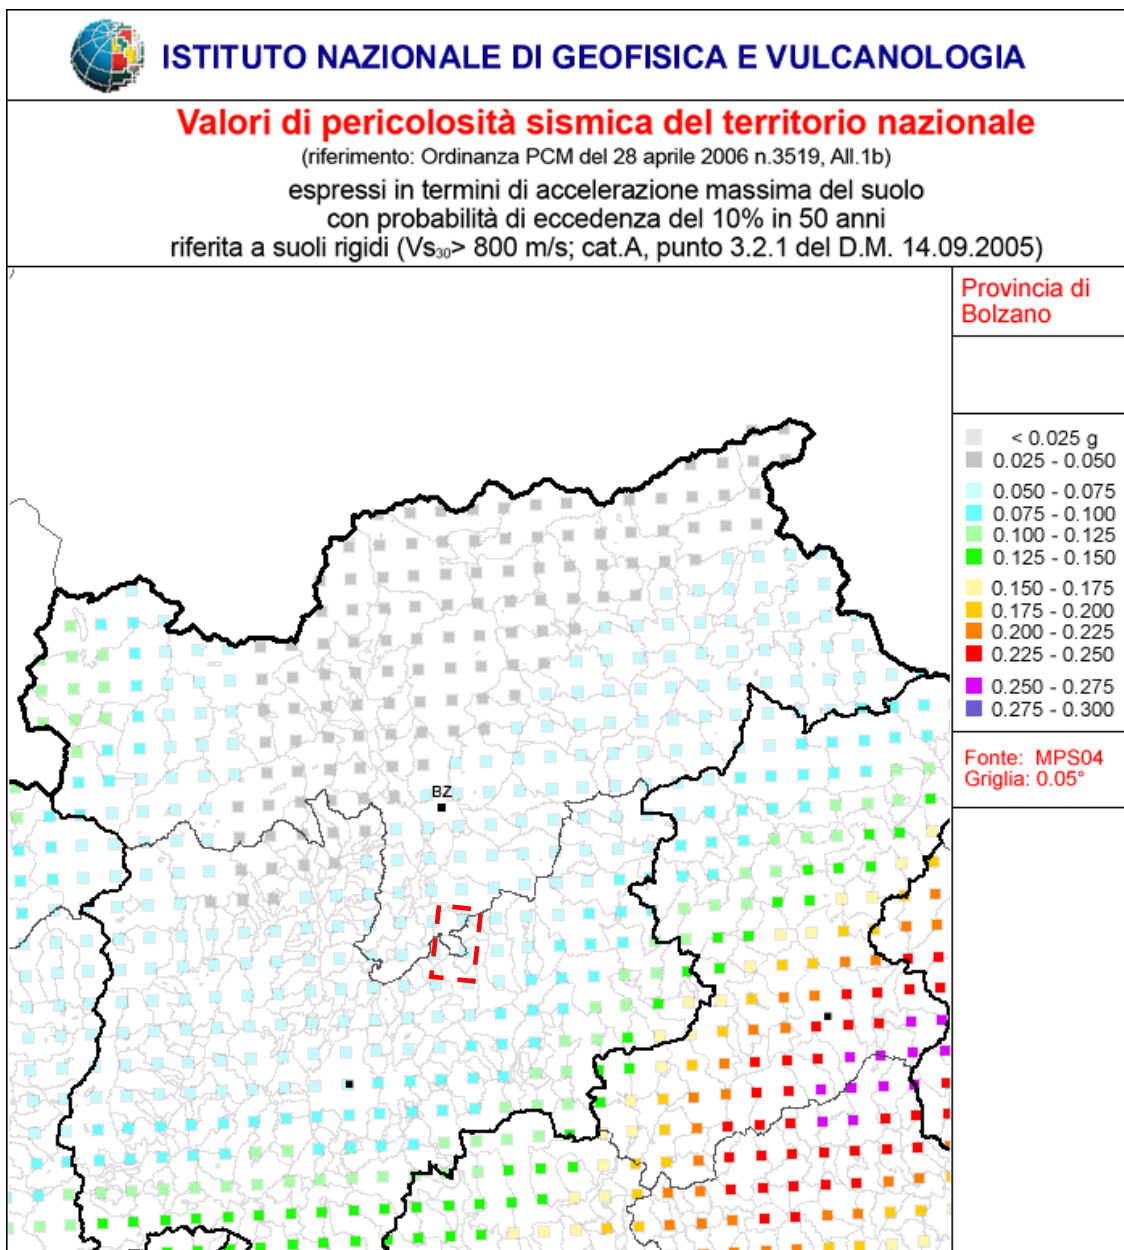 ISTITUTO NAZIONALE DI GEOFISICA E VULCANOLOGIA
Valori di pericolosità sismica del territorio nazionale
(riferimento: Ordinanza PCM del 28 aprile 2006 n.3519, All.1b)
espressi in termini di accelerazione massima del suolo
con probabilità di eccedenza del 10% in 50 anni
riferita a suoli rigidi (Vs₃₀> 800 m/s; cat.A, punto 3.2.1 del D.M. 14.09.2005)
Provincia di
Bolzano
< 0.025 g
0.025 - 0.050
0.050 - 0.075
0.075 - 0.100
0.100 - 0.125
0.125 - 0.150
0.150 - 0.175
0.175 - 0.200
0.200 - 0.225
0.225 - 0.250
0.250 - 0.275
0.275 - 0.300
Fonte: MPS04
Griglia: 0.05°
BZ